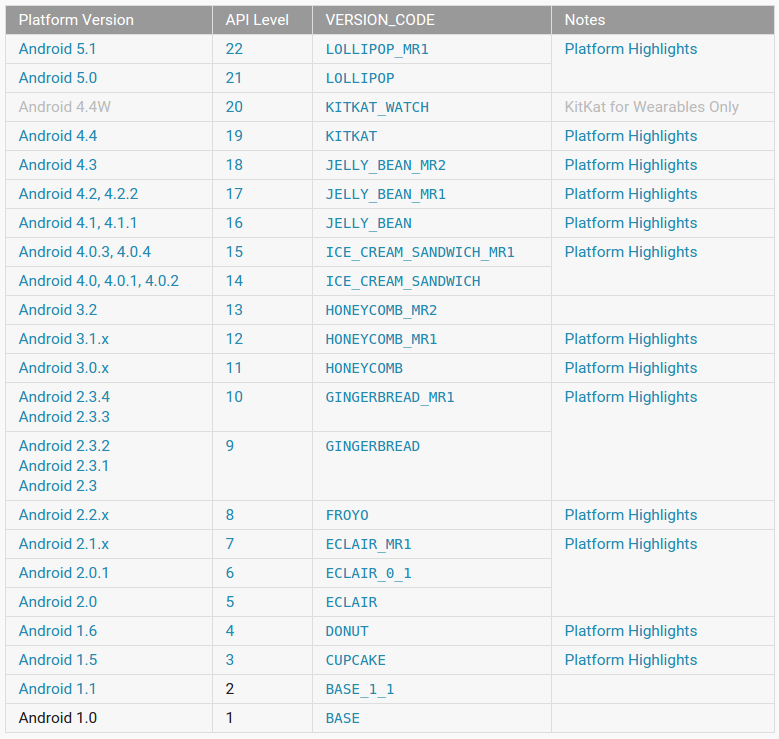 Platform Version API Level VERSION_CODE Notes
Android 5.1 22 LOLLIPOP_MR1 Platform Highlights
Android 5.0 21 LOLLIPOP
Android 4.4W 20 KITKAT_WATCH KitKat for Wearables Only
Android 4.4 19 KITKAT Platform Highlights
Android 4.3 18 JELLY_BEAN_MR2 Platform Highlights
Android 4.2, 4.2.2 17 JELLY_BEAN_MR1 Platform Highlights
Android 4.1, 4.1.1 16 JELLY_BEAN Platform Highlights
Android 4.0.3, 4.0.4 15 ICE_CREAM_SANDWICH_MR1 Platform Highlights
Android 4.0, 4.0.1, 4.0.2 14 ICE_CREAM_SANDWICH
Android 3.2 13 HONEYCOMB_MR2
Android 3.1.x 12 HONEYCOMB_MR1 Platform Highlights
Android 3.0.x 11 HONEYCOMB Platform Highlights
Android 2.3.4 10 GINGERBREAD_MR1 Platform Highlights
Android 2.3.3
Android 2.3.2 9 GINGERBREAD
Android 2.3.1
Android 2.3
Android 2.2.x 8 FROYO Platform Highlights
Android 2.1.x 7 ECLAIR_MR1 Platform Highlights
Android 2.0.1 6 ECLAIR_0_1
Android 2.0 5 ECLAIR
Android 1.6 4 DONUT Platform Highlights
Android 1.5 3 CUPCAKE Platform Highlights
Android 1.1 2 BASE_1_1
Android 1.0 1 BASE